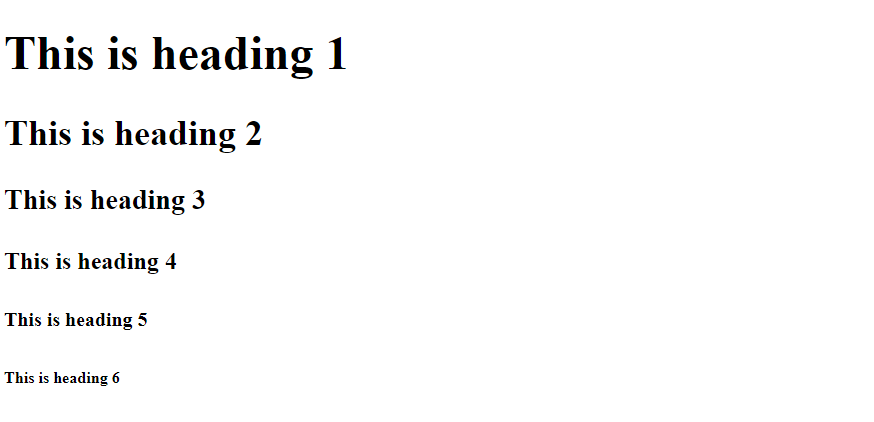 This is heading 1
This is heading 2
This is heading 3
This is heading 4
This is heading 5
This is heading 6